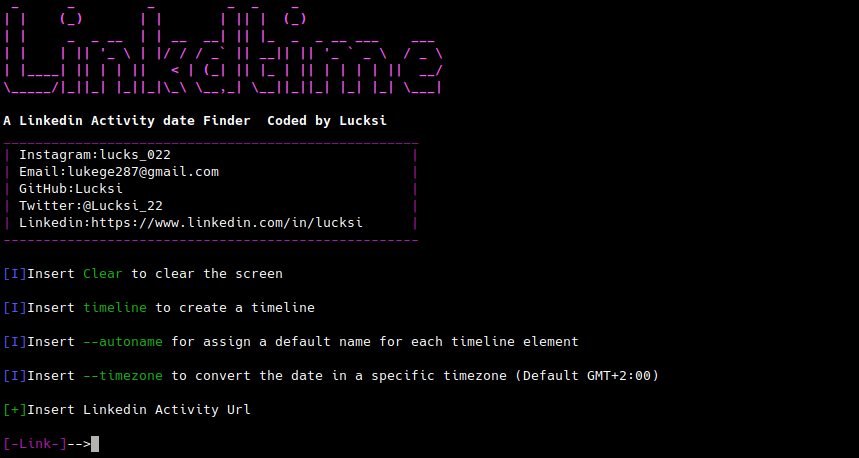 Linkatime
A Linkedin Activity date Finder  Coded by Lucksi
Instagram:lucks_022
Email:lukege287@gmail.com
GitHub:Lucksi
Twitter:@Lucksi_22
Linkedin:https://www.linkedin.com/in/lucksi
[I]Insert Clear to clear the screen
[I]Insert timeline to create a timeline
[I]Insert --autoname for assign a default name for each timeline element
[I]Insert --timezone to convert the date in a specific timezone (Default GMT+2:00)
[+]Insert Linkedin Activity Url
[-Link-]-->